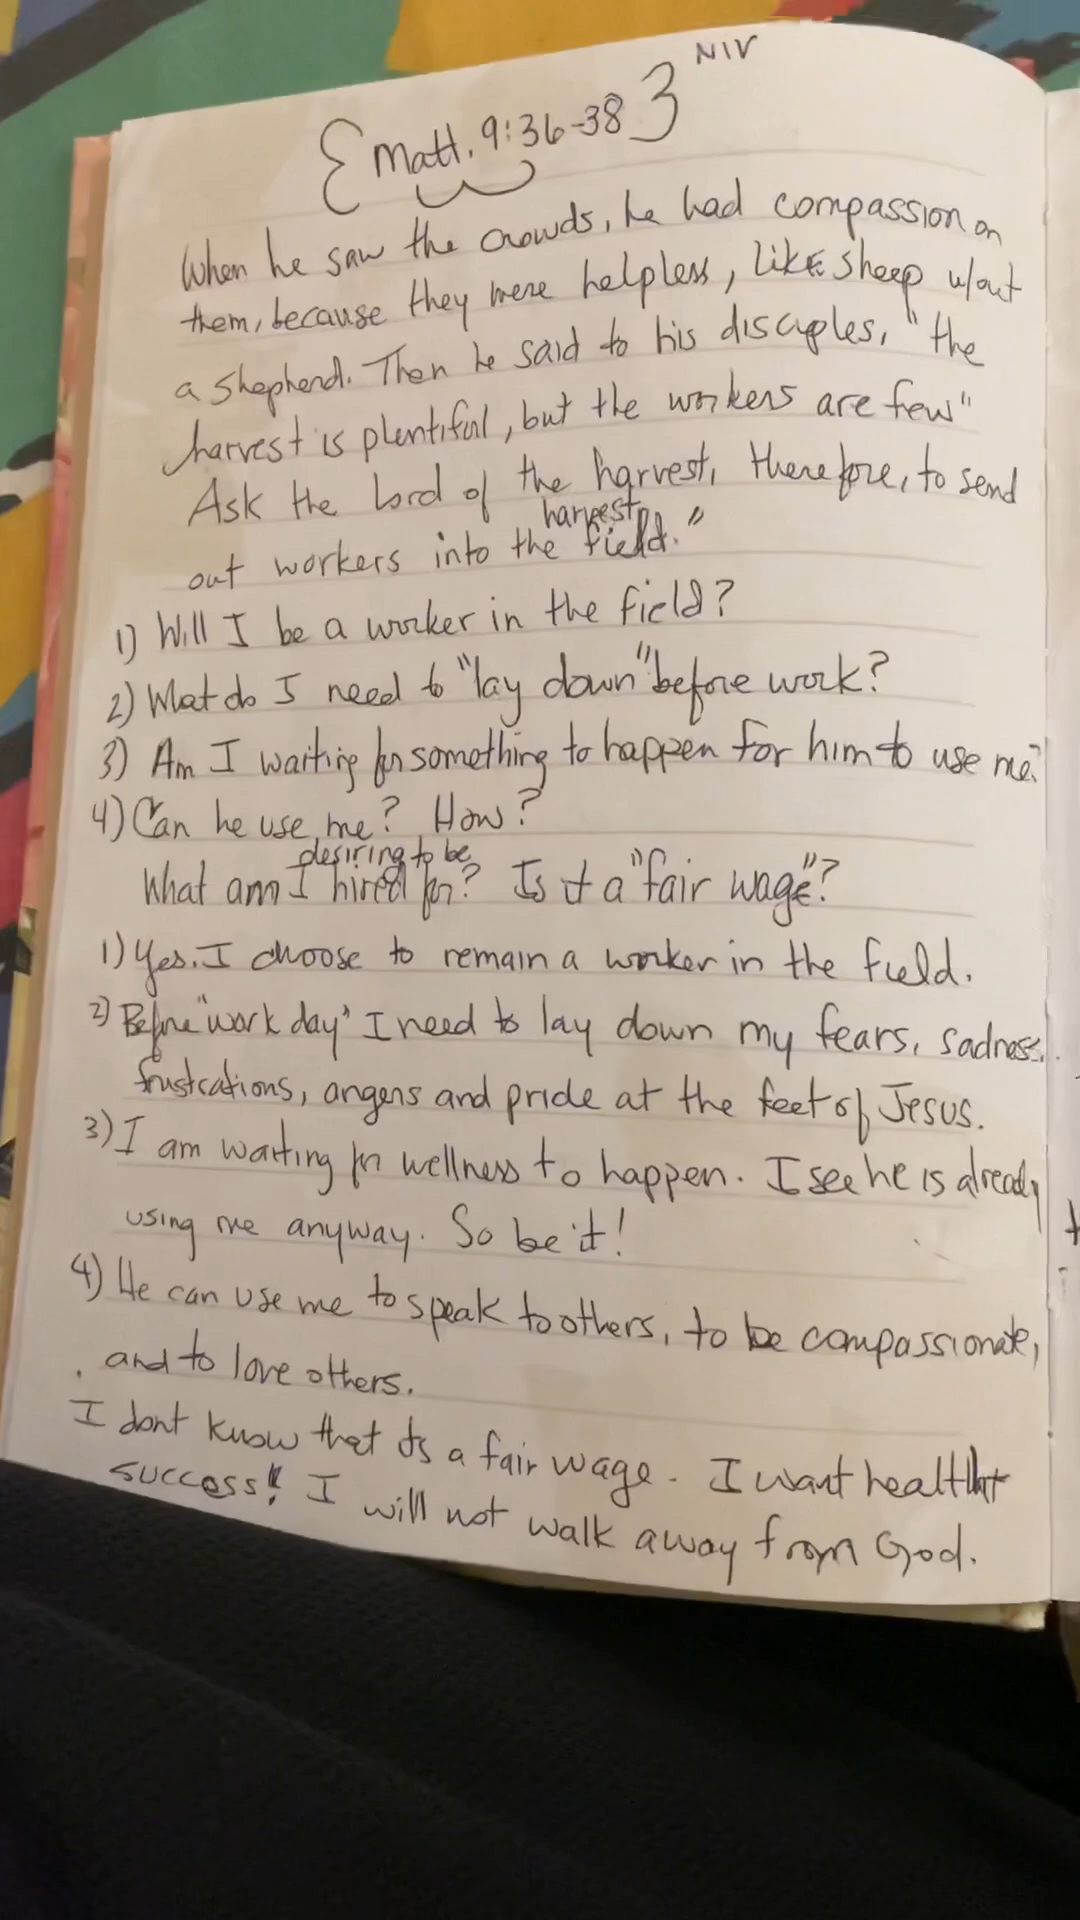 { Matt. 9:36-38 } NIV
When he saw the crowds, he had compassion on
them, because they were helpless, like sheep w/out
a shepherd. Then he said to his disciples, "the
harvest is plentiful, but the workers are few"
Ask the Lord of the harvest, therefore, to send
harvest
out workers into the field."
1) Will I be a worker in the field?
2) What do I need to "lay down" before work?
3) Am I waiting for something to happen for him to use me?
4) Can he use me? How?
desiring to be
What am I hired for? Is it a "fair wage"?
1) Yes. I choose to remain a worker in the field.
2) Before "work day" I need to lay down my fears, sadness,
frustrations, angers and pride at the feet of Jesus.
3) I am waiting for wellness to happen. I see he is already
using me anyway. So be it!
4) He can use me to speak to others, to be compassionate,
and to love others.
I dont know that its a fair wage. I want health
success! I will not walk away from God.